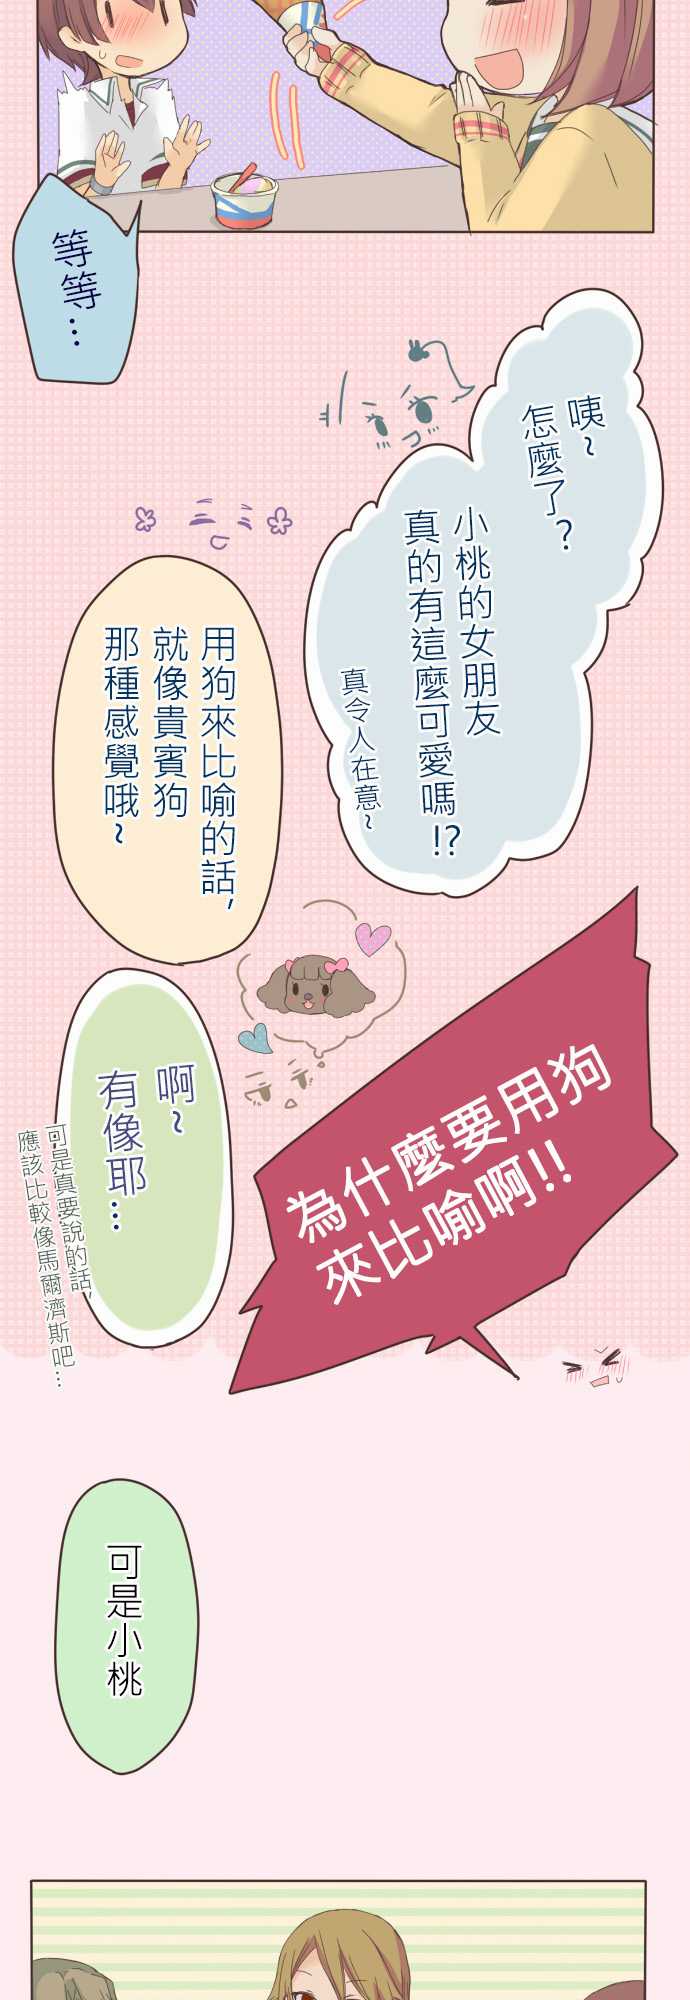 等等…
咦~
怎麼了?
小桃的女朋友
真的有這麼可愛嗎!?
真令人在意~
用狗來比喻的話,
就像貴賓狗
那種感覺哦~
為什麼要用狗
來比喻啊!!
啊~
有像耶…
可是真要說的話,
應該比較像馬爾濟斯吧…
可是小桃